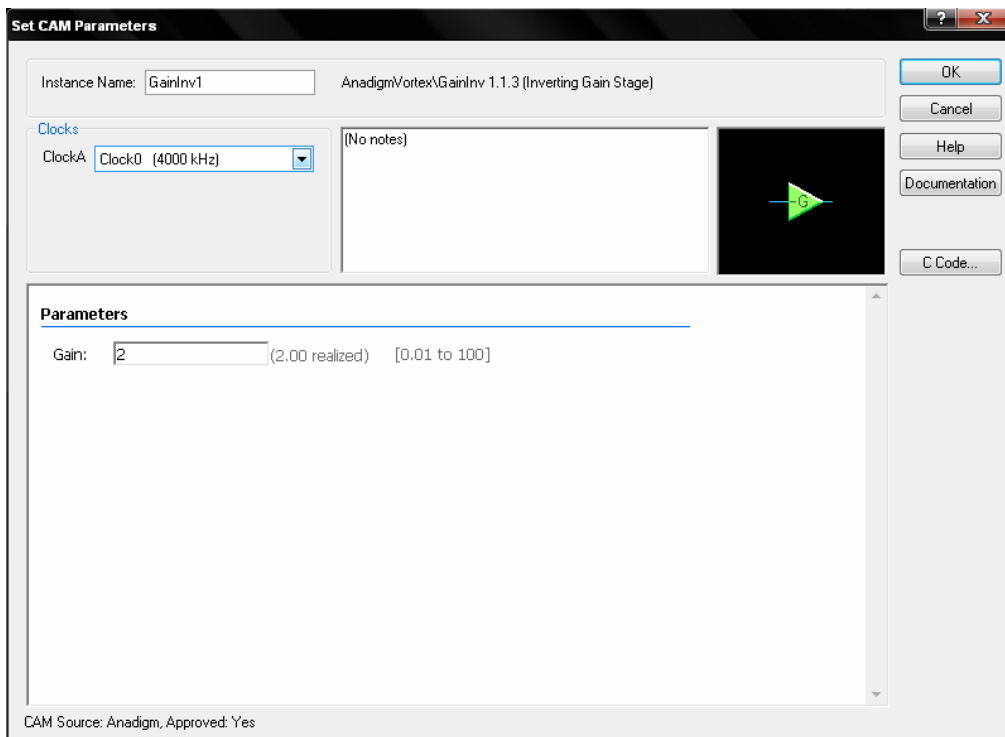 Set CAM Parameters
?
X
Instance Name: GainInv1 AnadigmVortex\GainInv 1.1.3 (Inverting Gain Stage)
OK
Cancel
Help
Documentation
C Code...
Clocks
ClockA Clock0 (4000 kHz)
(No notes)
-G
Parameters
Gain: 2 (2.00 realized) [0.01 to 100]
CAM Source: Anadigm, Approved: Yes